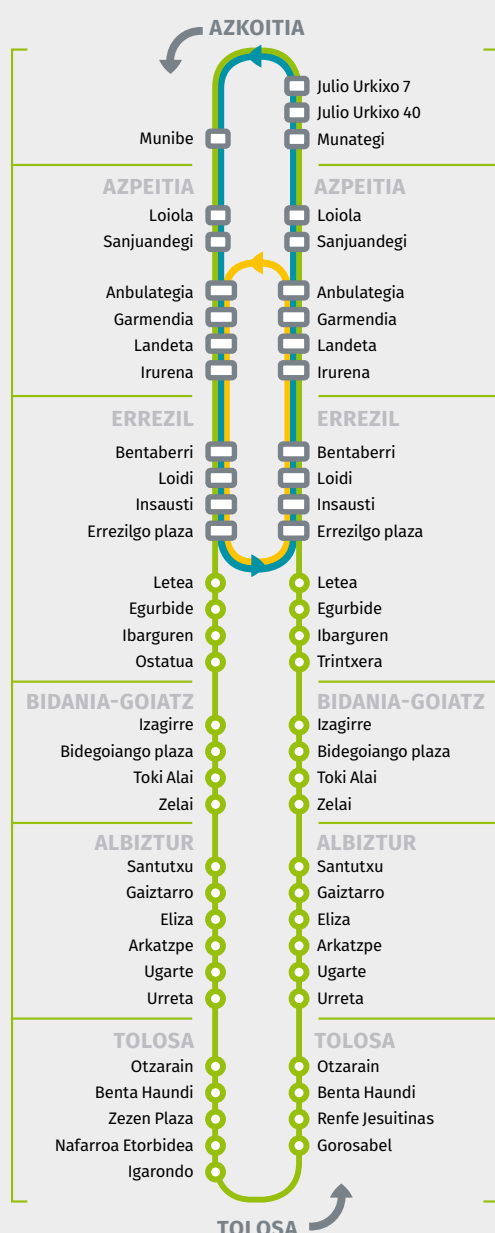 AZKOITIA
Julio Urkixo 7
Julio Urkixo 40
Munibe Munategi
AZPEITIA AZPEITIA
Loiola Loiola
Sanjuandegi Sanjuandegi
Anbulategia Anbulategia
Garmendia Garmendia
Landeta Landeta
Irurena Irurena
ERREZIL ERREZIL
Bentaberri Bentaberri
Loidi Loidi
Insausti Insausti
Errezilgo plaza Errezilgo plaza
Letea Letea
Egurbide Egurbide
Ibarguren Ibarguren
Ostatua Trintxera
BIDANIA-GOIATZ BIDANIA-GOIATZ
Izagirre Izagirre
Bidegoiango plaza Bidegoiango plaza
Toki Alai Toki Alai
Zelai Zelai
ALBIZTUR ALBIZTUR
Santutxu Santutxu
Gaiztarro Gaiztarro
Eliza Eliza
Arkatzpe Arkatzpe
Ugarte Ugarte
Urreta Urreta
TOLOSA TOLOSA
Otzarain Otzarain
Benta Haundi Benta Haundi
Zezen Plaza Renfe Jesuitinas
Nafarroa Etorbidea Gorosabel
Igarondo
TOLOSA